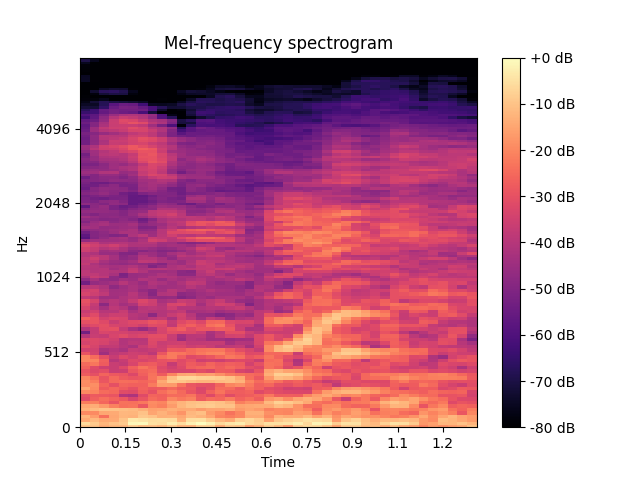 Mel-frequency spectrogram
Hz
4096
2048
1024
512
0
0 0.15 0.3 0.45 0.6 0.75 0.9 1.1 1.2
Time
+0 dB
-10 dB
-20 dB
-30 dB
-40 dB
-50 dB
-60 dB
-70 dB
-80 dB